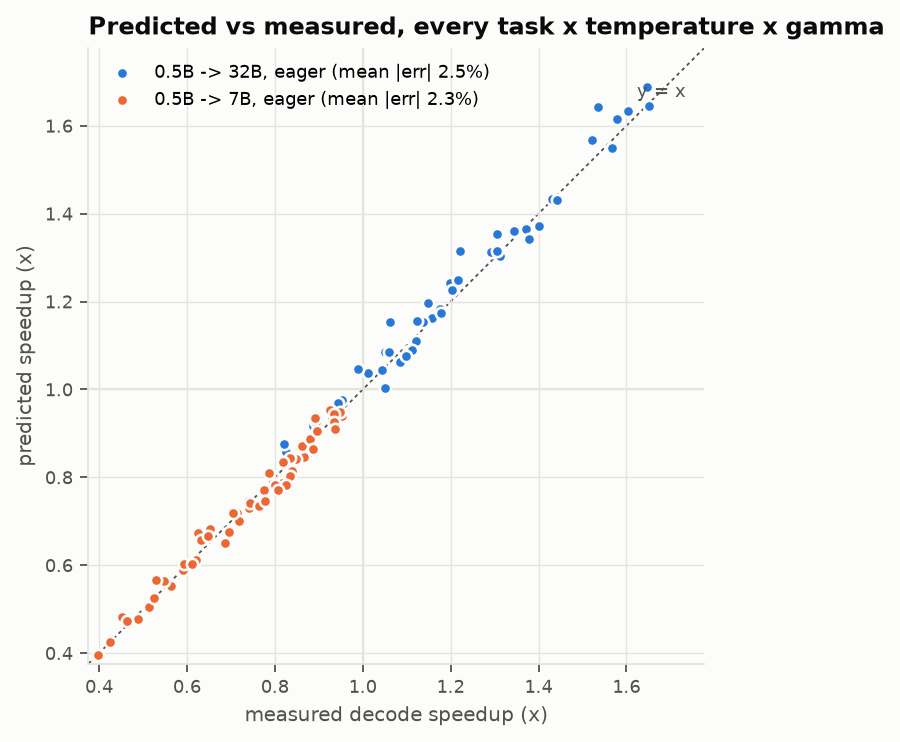 Predicted vs measured, every task x temperature x gamma
0.5B -> 32B, eager (mean |err| 2.5%)
0.5B -> 7B, eager (mean |err| 2.3%)
y = x
1.6
1.4
1.2
1.0
0.8
0.6
0.4
predicted speedup (x)
0.4 0.6 0.8 1.0 1.2 1.4 1.6
measured decode speedup (x)